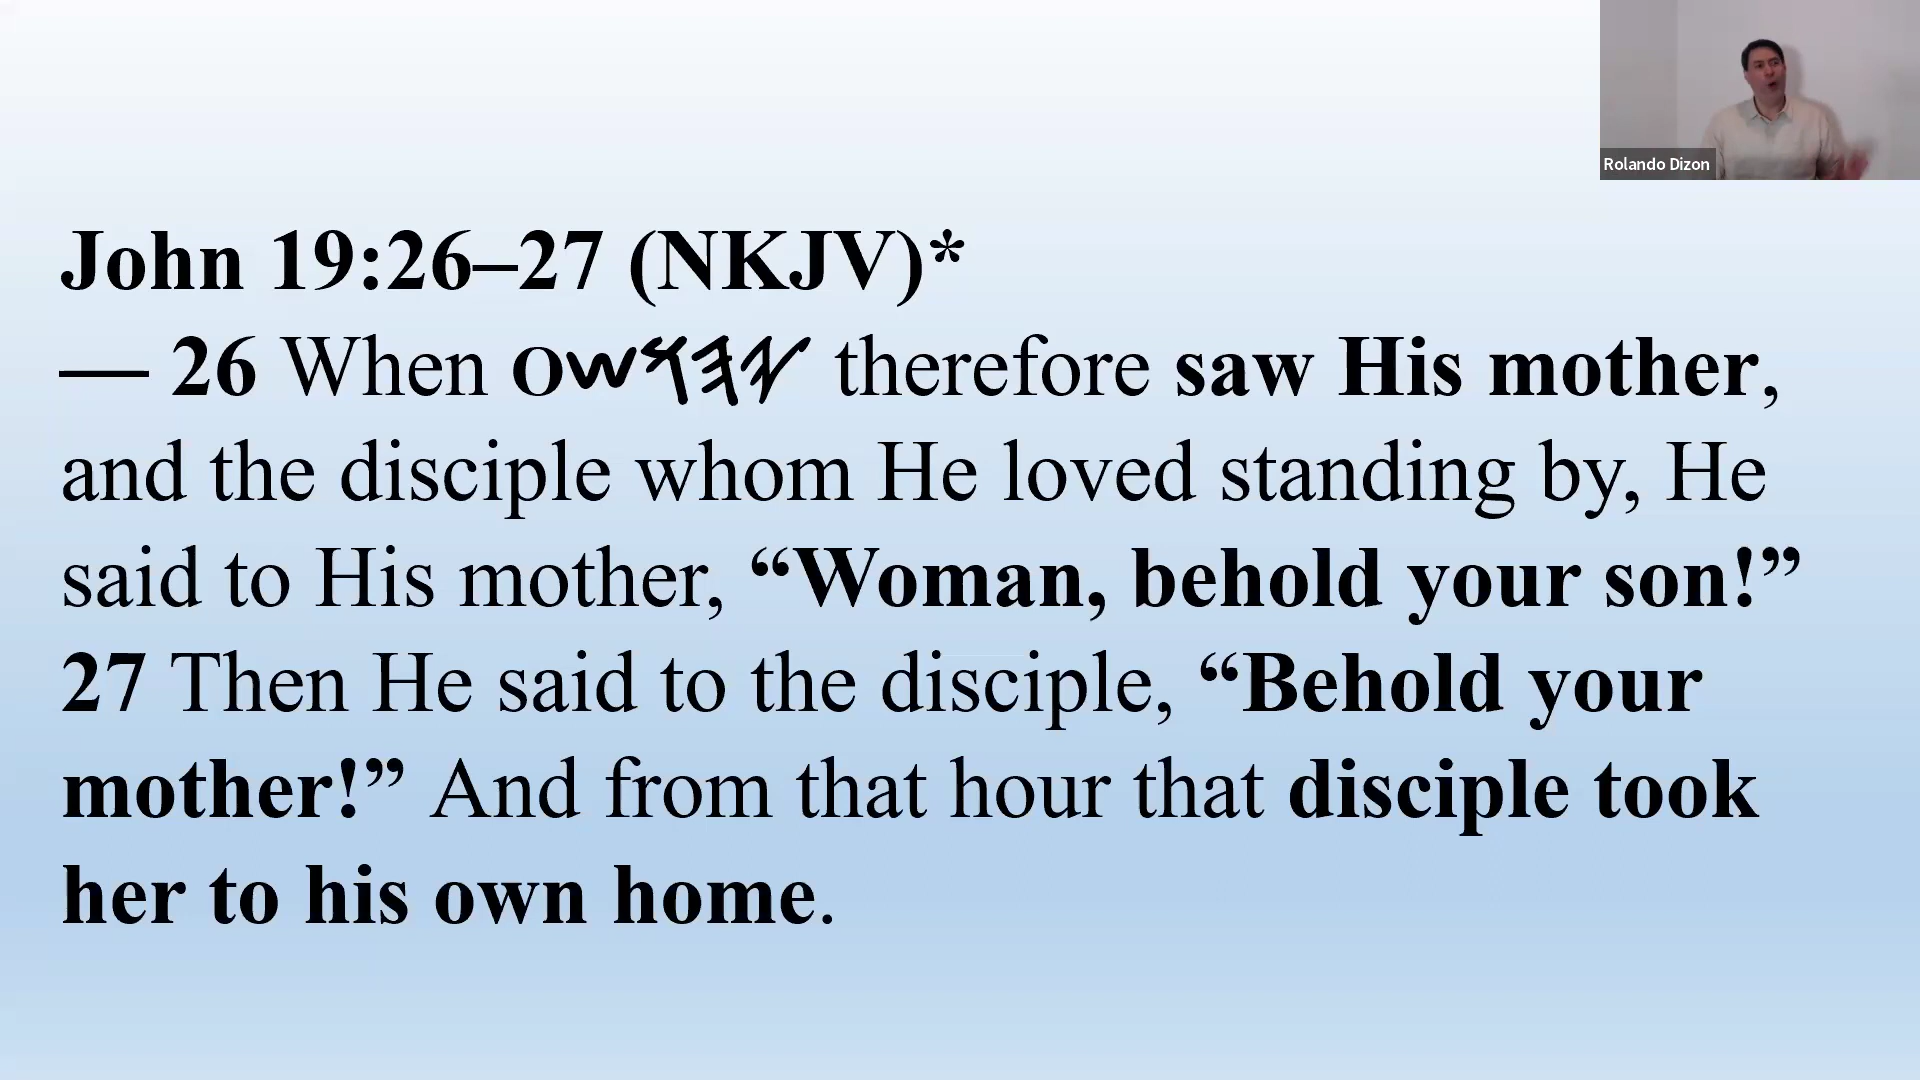 Rolando Dizon
John 19:26–27 (NKJV)*
— 26 When 𐤉𐤄𐤅𐤔𐤏 therefore saw His mother,
and the disciple whom He loved standing by, He
said to His mother, “Woman, behold your son!”
27 Then He said to the disciple, “Behold your
mother!” And from that hour that disciple took
her to his own home.